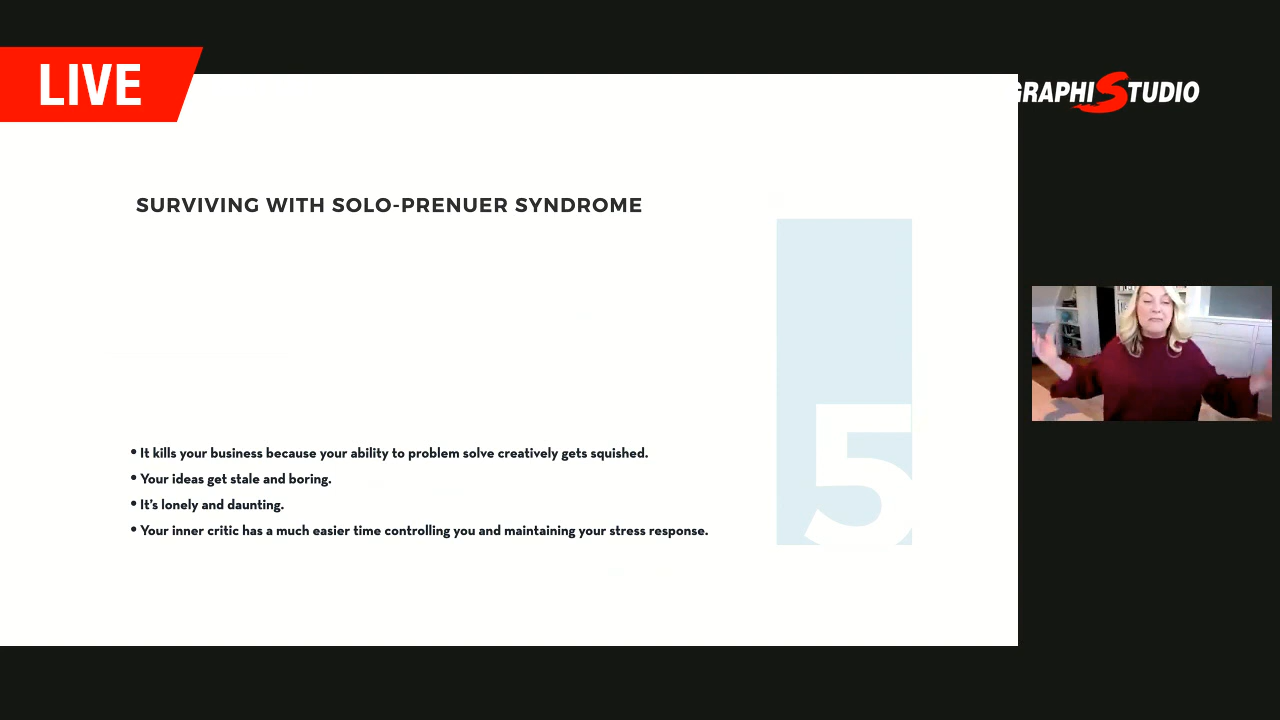 LIVE
GRAPHISTUDIO
SURVIVING WITH SOLO-PRENUER SYNDROME
5
• It kills your business because your ability to problem solve creatively gets squished.
• Your ideas get stale and boring.
• It's lonely and daunting.
• Your inner critic has a much easier time controlling you and maintaining your stress response.